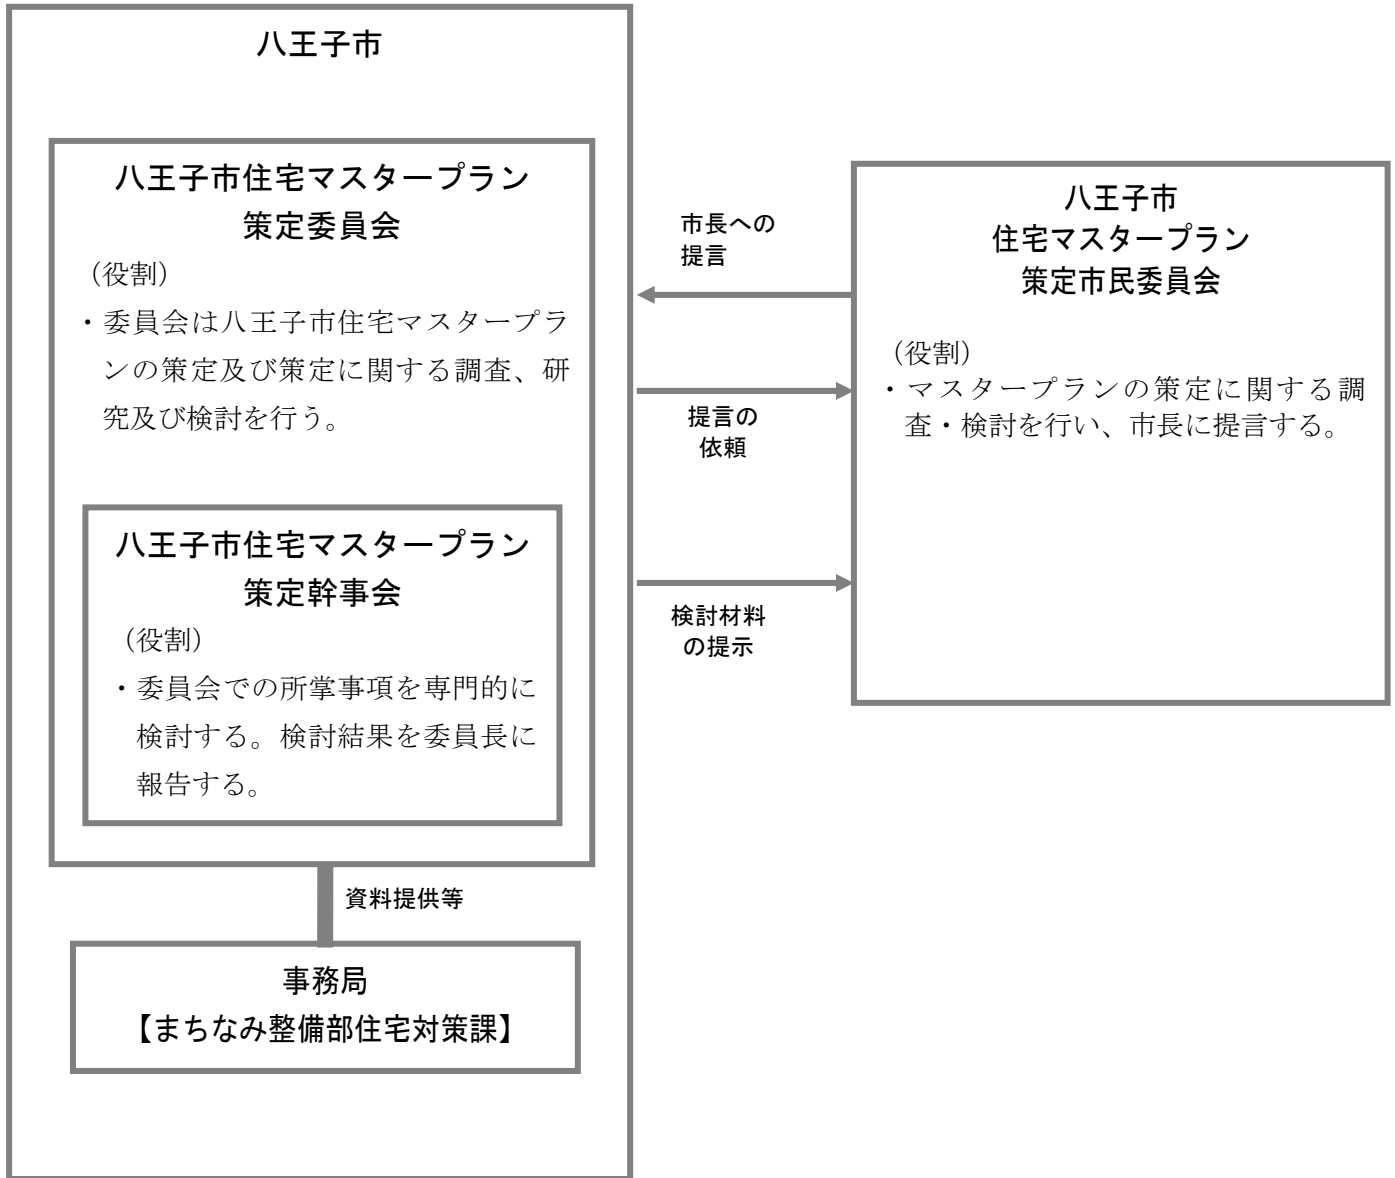 八王子市
八王子市住宅マスタープラン
策定委員会
（役割）
・委員会は八王子市住宅マスタープラ
ンの策定及び策定に関する調査、研
究及び検討を行う。
八王子市住宅マスタープラン
策定幹事会
（役割）
・委員会での所掌事項を専門的に
検討する。検討結果を委員長に
報告する。
資料提供等
事務局
【まちなみ整備部住宅対策課】
市長への
提言
提言の
依頼
検討材料
の提示
八王子市
住宅マスタープラン
策定市民委員会
（役割）
・マスタープランの策定に関する調
査・検討を行い、市長に提言する。